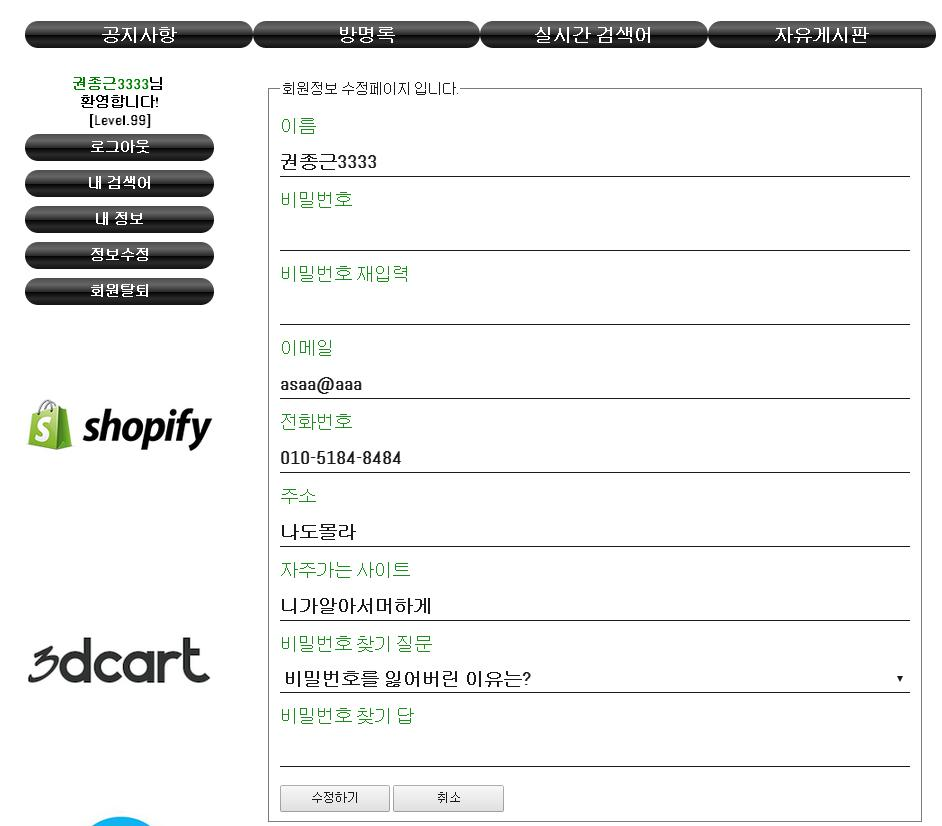 공지사항
방명록
실시간 검색어
자유게시판
권종근3333님
환영합니다!
[Level.99]
로그아웃
내 검색어
내 정보
정보수정
회원탈퇴
shopify
3dcart
회원정보 수정페이지 입니다.
이름
권종근3333
비밀번호
비밀번호 재입력
이메일
asaa@aaa
전화번호
010-5184-8484
주소
나도몰라
자주가는 사이트
니가알아서머하게
비밀번호 찾기 질문
비밀번호를 잃어버린 이유는?
비밀번호 찾기 답
수정하기
취소